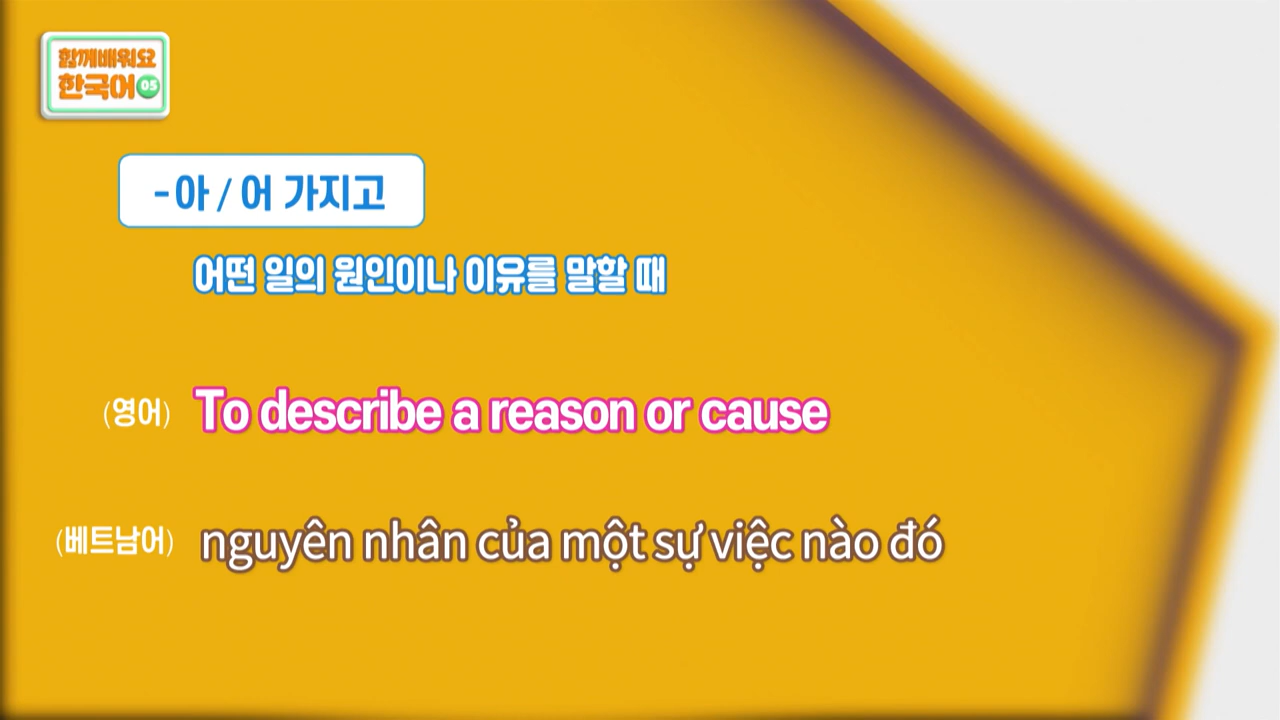 함께배워요
한국어 05
-아 / 어 가지고
어떤 일의 원인이나 이유를 말할 때
(영어) To describe a reason or cause
(베트남어) nguyên nhân của một sự việc nào đó